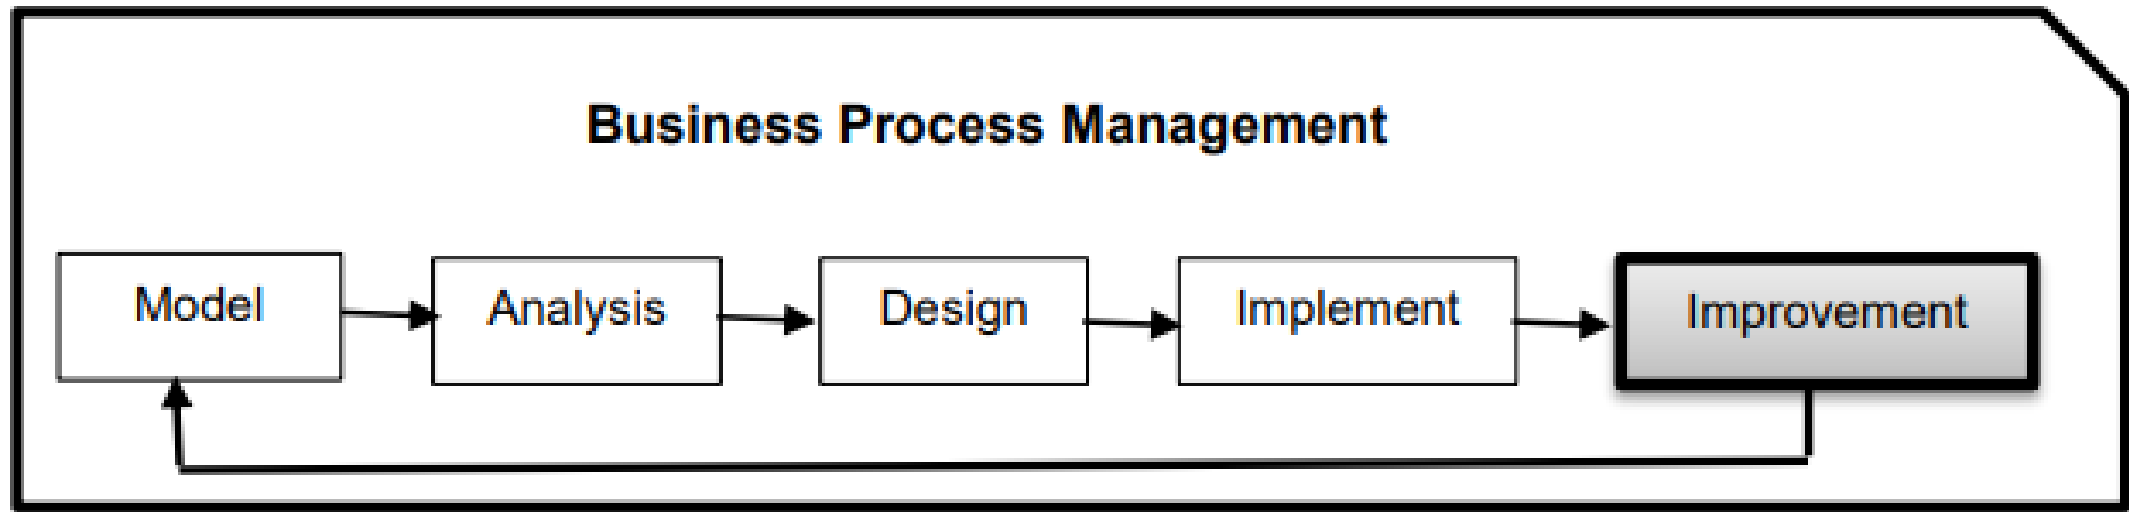 Business Process Management
Model
Analysis
Design
Implement
Improvement